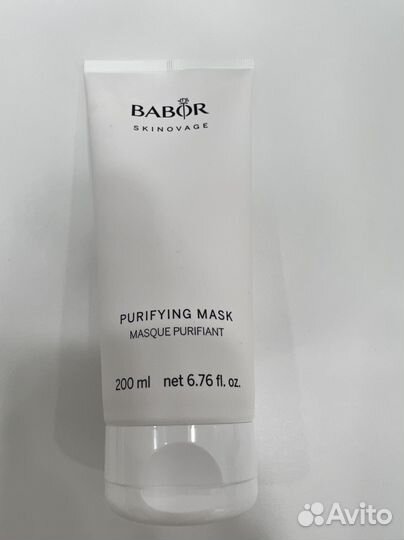 BABOR
SKINOVAGE
PURIFYING MASK
MASQUE PURIFIANT
200 ml net 6.76 fl. oz.
Avito